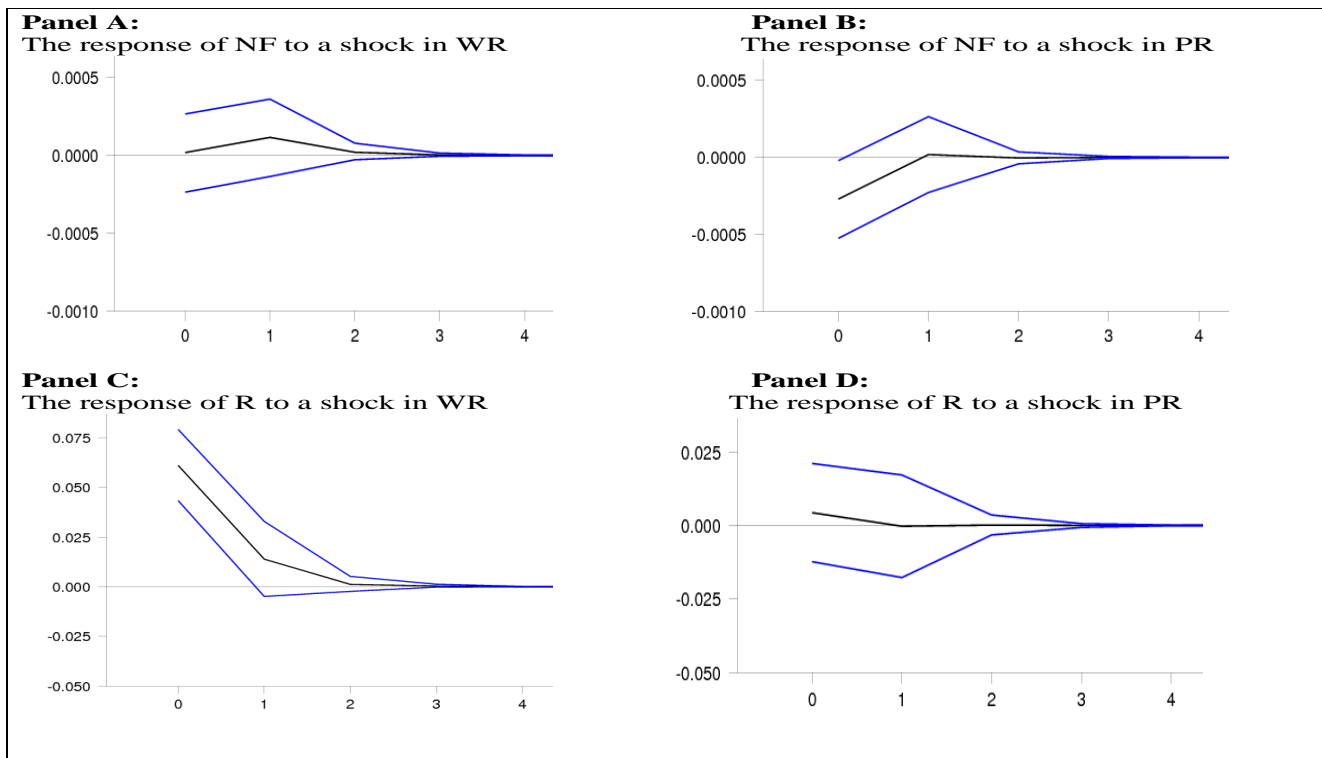 Panel A:
The response of NF to a shock in WR
0.0005
0.0000
-0.0005
-0.0010
0 1 2 3 4
Panel B:
The response of NF to a shock in PR
0.0005
0.0000
-0.0005
-0.0010
0 1 2 3 4
Panel C:
The response of R to a shock in WR
0.075
0.050
0.025
0.000
-0.025
-0.050
0 1 2 3 4
Panel D:
The response of R to a shock in PR
0.025
0.000
-0.025
-0.050
0 1 2 3 4